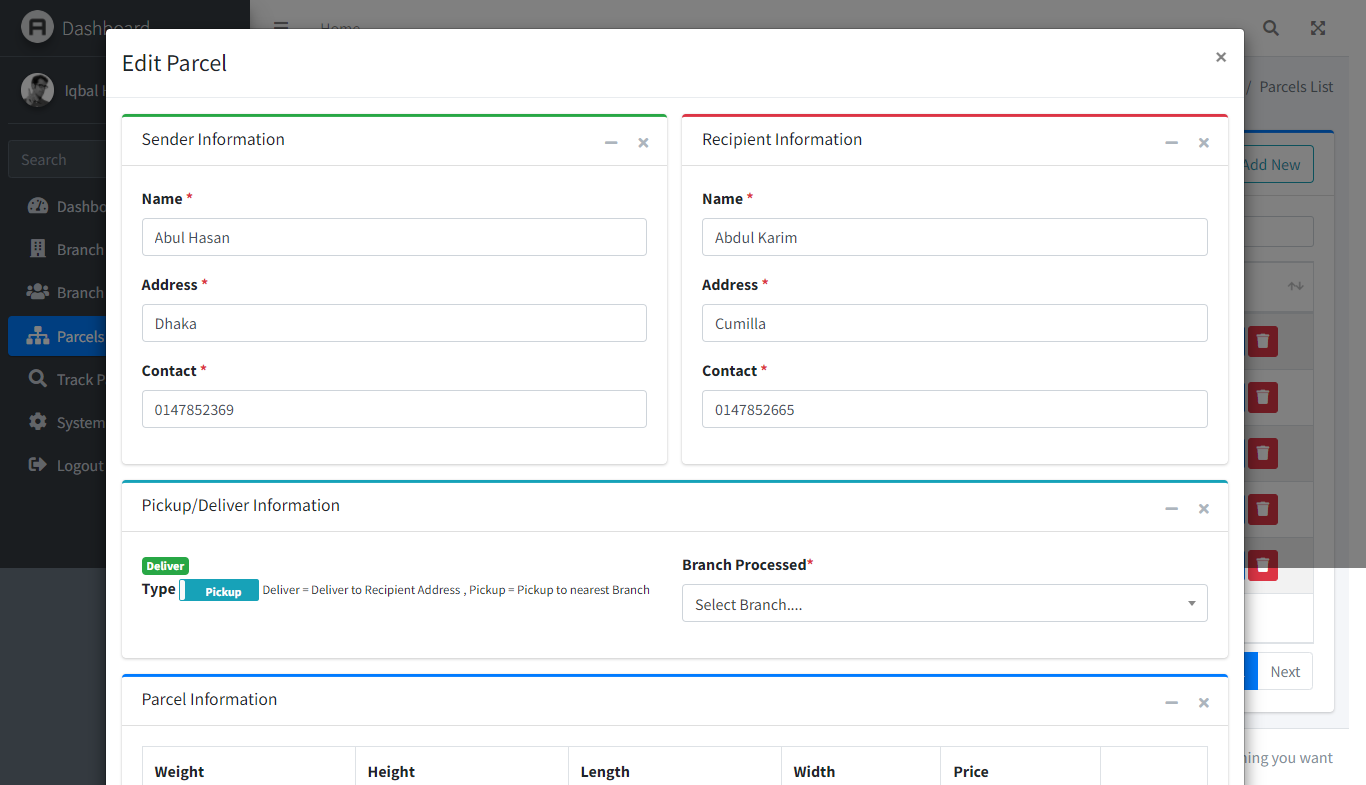 Dashboard
Home
Edit Parcel
×
Iqbal
/ Parcels List
Sender Information
Recipient Information
Search
Add New
Name *
Name *
Abul Hasan
Abdul Karim
Dashbo
Branch
Address *
Address *
Branch
Dhaka
Cumilla
Parcels
Contact *
Contact *
Track P
0147852369
0147852665
System
Logout
Pickup/Deliver Information
Deliver
Branch Processed*
Type Pickup Deliver = Deliver to Recipient Address , Pickup = Pickup to nearest Branch
Select Branch....
Next
Parcel Information
hing you want
Weight Height Length Width Price